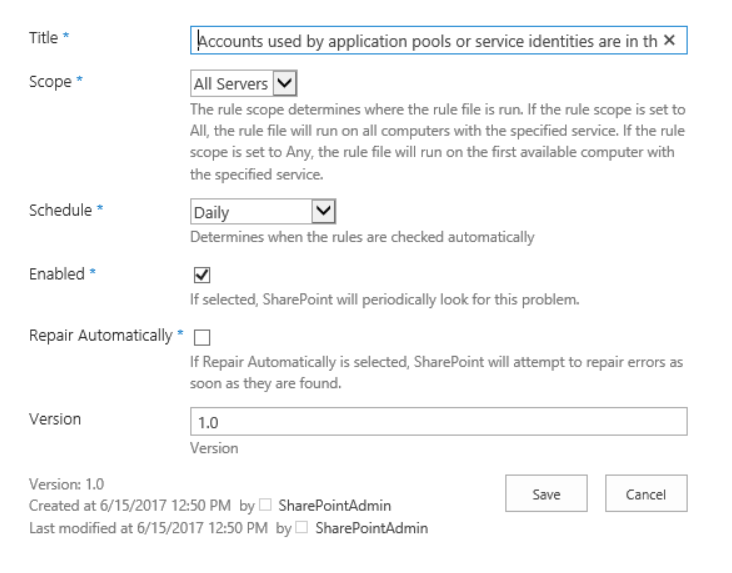 Title *
Accounts used by application pools or service identities are in th ×
Scope *
All Servers
The rule scope determines where the rule file is run. If the rule scope is set to
All, the rule file will run on all computers with the specified service. If the rule
scope is set to Any, the rule file will run on the first available computer with
the specified service.
Schedule *
Daily
Determines when the rules are checked automatically
Enabled *
If selected, SharePoint will periodically look for this problem.
Repair Automatically *
If Repair Automatically is selected, SharePoint will attempt to repair errors as
soon as they are found.
Version
1.0
Version
Version: 1.0
Created at 6/15/2017 12:50 PM by SharePointAdmin
Last modified at 6/15/2017 12:50 PM by SharePointAdmin
Save
Cancel